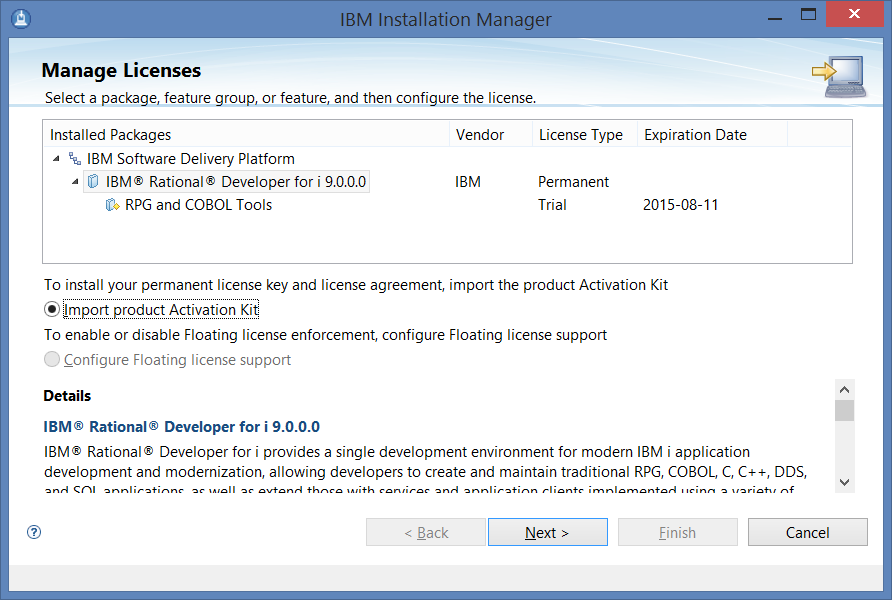 IBM Installation Manager
Manage Licenses
Select a package, feature group, or feature, and then configure the license.
Installed Packages Vendor License Type Expiration Date
IBM Software Delivery Platform
IBM® Rational® Developer for i 9.0.0.0 IBM Permanent
RPG and COBOL Tools Trial 2015-08-11
To install your permanent license key and license agreement, import the product Activation Kit
Import product Activation Kit
To enable or disable Floating license enforcement, configure Floating license support
Configure Floating license support
Details
IBM® Rational® Developer for i 9.0.0.0
IBM® Rational® Developer for i provides a single development environment for modern IBM i application
development and modernization, allowing developers to create and maintain traditional RPG, COBOL, C, C++, DDS,
and SQL applications, as well as extend those with services and application clients implemented using a variety of
? < Back Next > Finish Cancel